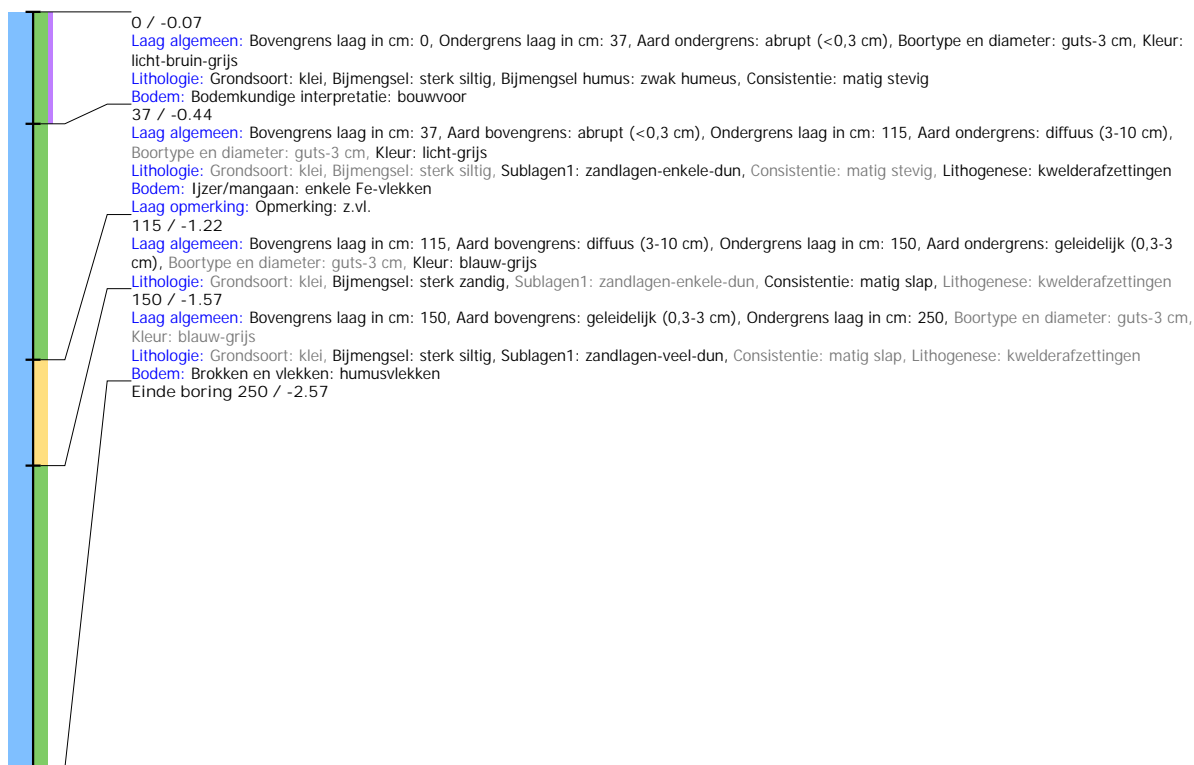 0 / -0.07
Laag algemeen: Bovengrens laag in cm: 0, Ondergrens laag in cm: 37, Aard ondergrens: abrupt (<0,3 cm), Boortype en diameter: guts-3 cm, Kleur:
licht-bruin-grijs
Lithologie: Grondsoort: klei, Bijmengsel: sterk siltig, Bijmengsel humus: zwak humeus, Consistentie: matig stevig
Bodem: Bodemkundige interpretatie: bouwvoor
37 / -0.44
Laag algemeen: Bovengrens laag in cm: 37, Aard bovengrens: abrupt (<0,3 cm), Ondergrens laag in cm: 115, Aard ondergrens: diffuus (3-10 cm),
Boortype en diameter: guts-3 cm, Kleur: licht-grijs
Lithologie: Grondsoort: klei, Bijmengsel: sterk siltig, Sublagen1: zandlagen-enkele-dun, Consistentie: matig stevig, Lithogenese: kwelderafzettingen
Bodem: Ijzer/mangaan: enkele Fe-vlekken
Laag opmerking: Opmerking: z.vl.
115 / -1.22
Laag algemeen: Bovengrens laag in cm: 115, Aard bovengrens: diffuus (3-10 cm), Ondergrens laag in cm: 150, Aard ondergrens: geleidelijk (0,3-3
cm), Boortype en diameter: guts-3 cm, Kleur: blauw-grijs
Lithologie: Grondsoort: klei, Bijmengsel: sterk zandig, Sublagen1: zandlagen-enkele-dun, Consistentie: matig slap, Lithogenese: kwelderafzettingen
150 / -1.57
Laag algemeen: Bovengrens laag in cm: 150, Aard bovengrens: geleidelijk (0,3-3 cm), Ondergrens laag in cm: 250, Boortype en diameter: guts-3 cm,
Kleur: blauw-grijs
Lithologie: Grondsoort: klei, Bijmengsel: sterk siltig, Sublagen1: zandlagen-veel-dun, Consistentie: matig slap, Lithogenese: kwelderafzettingen
Bodem: Brokken en vlekken: humusvlekken
Einde boring 250 / -2.57